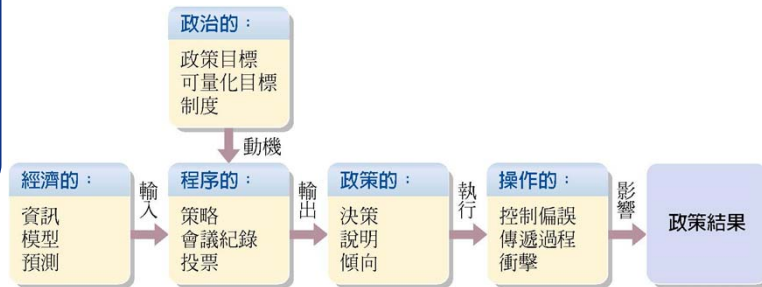 政治的：
政策目標
可量化目標
制度
動機
經濟的：
資訊
模型
預測
輸入
程序的：
策略
會議紀錄
投票
輸出
政策的：
決策
說明
傾向
執行
操作的：
控制偏誤
傳遞過程
衝擊
影響
政策結果